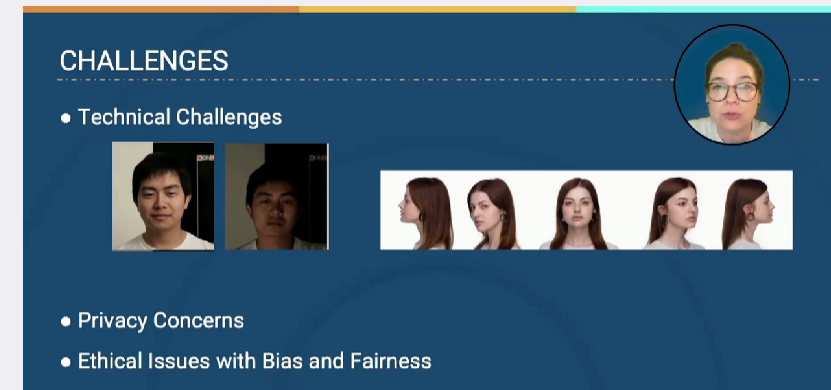 CHALLENGES
● Technical Challenges
● Privacy Concerns
● Ethical Issues with Bias and Fairness